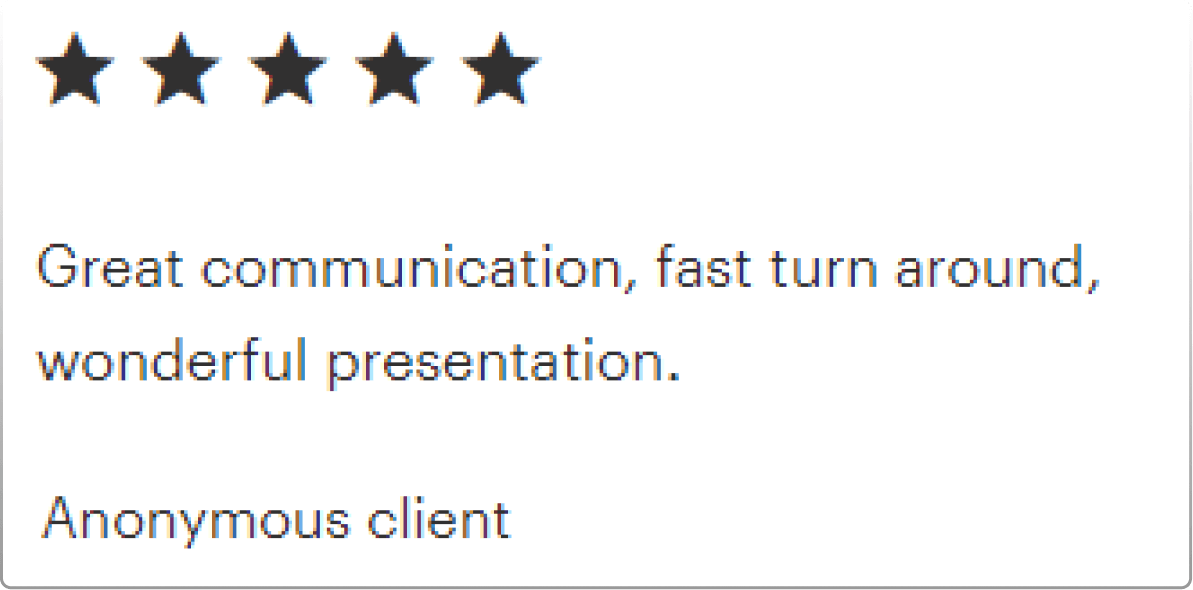 Great communication, fast turn around,
wonderful presentation.
Anonymous client